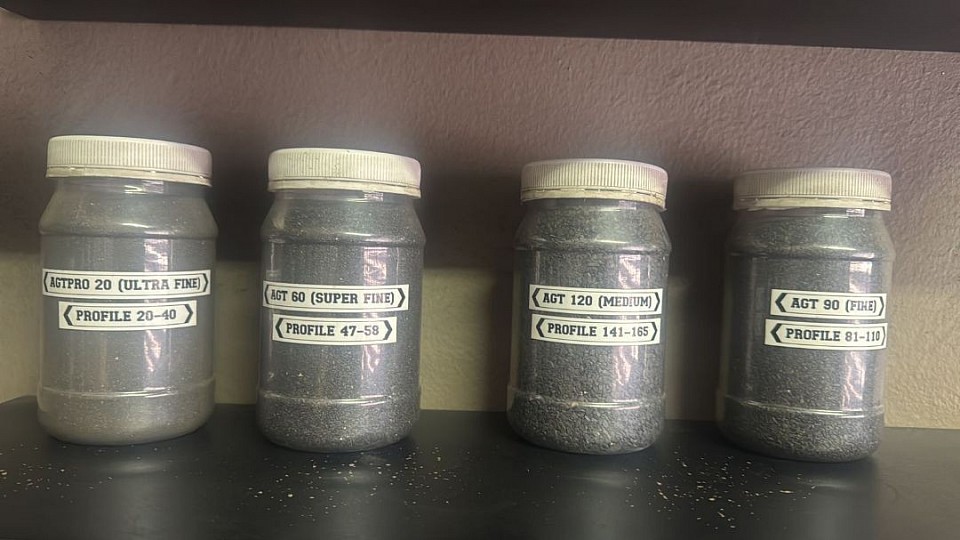 AGTPRO 20 (ULTRA FINE)
PROFILE 20-40
AGT 60 (SUPER FINE)
PROFILE 47-58
AGT 120 (MEDIUM)
PROFILE 141-165
AGT 90 (FINE)
PROFILE 81-110